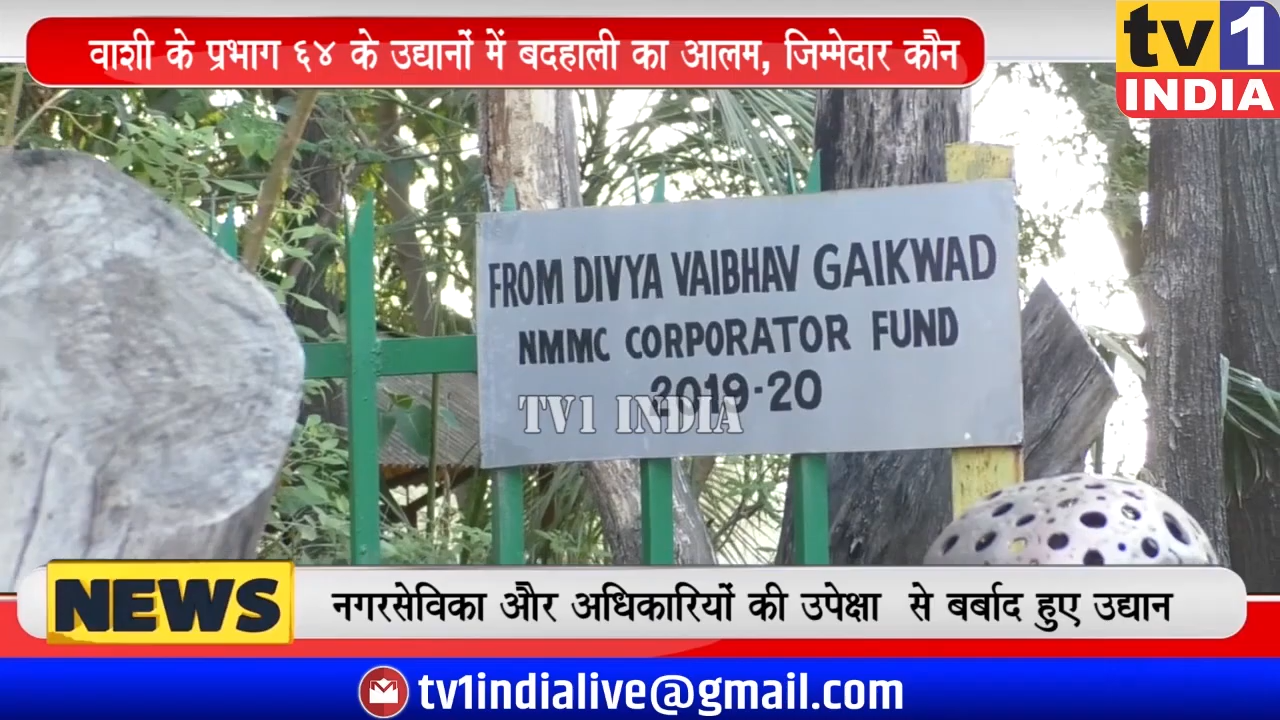 वाशी के प्रभाग ६४ के उद्यानों में बदहाली का आलम, जिम्मेदार कौन
tv1
INDIA
FROM DIVYA VAIBHAV GAIKWAD
NMMC CORPORATOR FUND
2019-20
TV1 INDIA
NEWS
नगरसेविका और अधिकारियों की उपेक्षा से बर्बाद हुए उद्यान
tv1indialive@gmail.com